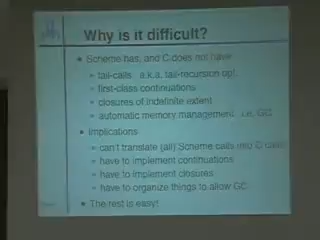 Why is it difficult?
Scheme has, and C does not have
tail-calls a.k.a. tail-recursion opt.
first-class continuations
closures of indefinite extent
automatic memory management i.e. GC
Implications
can't translate (all) Scheme calls into C calls
have to implement continuations
have to implement closures
have to organize things to allow GC
The rest is easy!